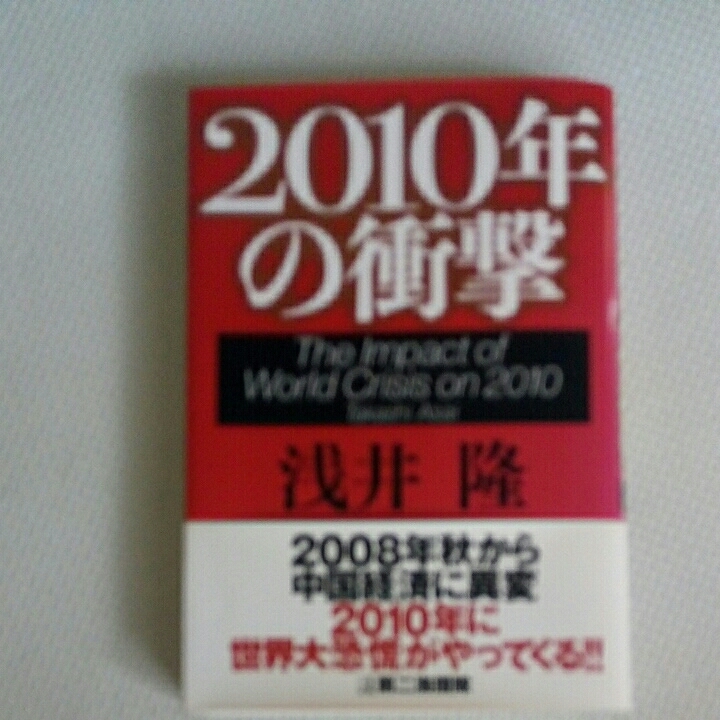 2010年
の衝撃
The Impact of
World Crisis on 2010
Takashi Asai
浅井 隆
2008年秋から
中国経済に異変
2010年に
世界大恐慌がやってくる!!